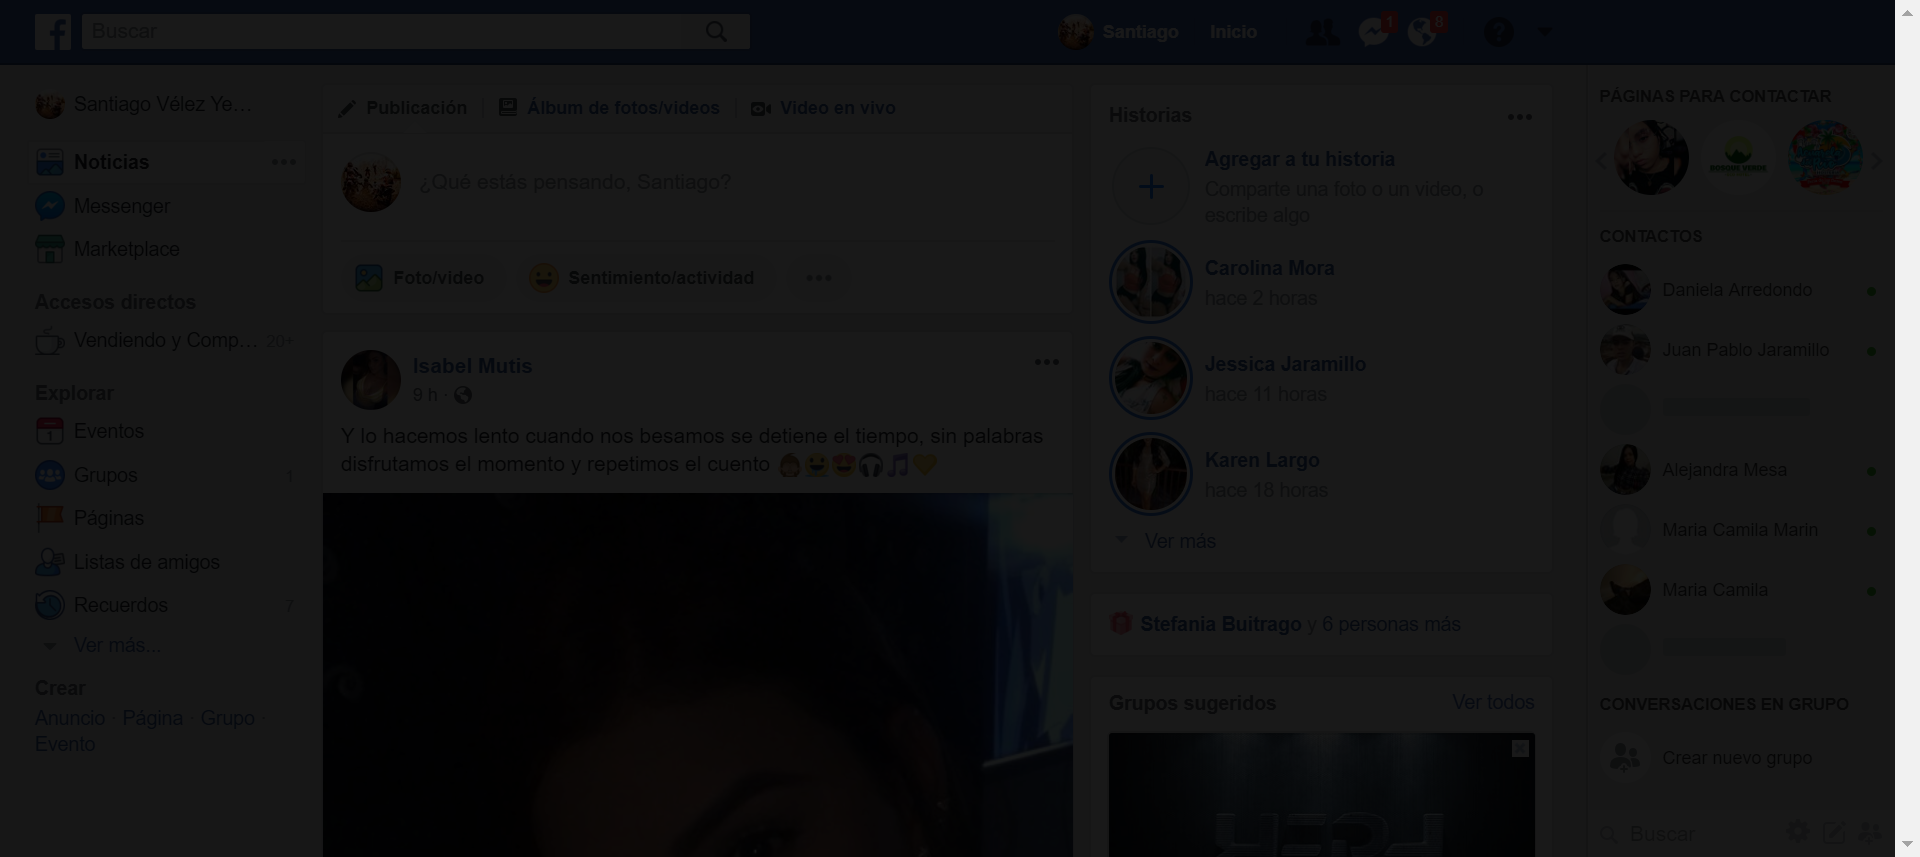 Buscar
Santiago
Inicio
1
8
?
Santiago Vélez Ye...
Noticias
Messenger
Marketplace
Accesos directos
Vendiendo y Comp... 20+
Explorar
Eventos
Grupos 1
Páginas
Listas de amigos
Recuerdos 7
Ver más...
Crear
Anuncio · Página · Grupo ·
Evento
Publicación
Álbum de fotos/videos
Video en vivo
¿Qué estás pensando, Santiago?
Foto/video
Sentimiento/actividad
Isabel Mutis
9 h ·
Y lo hacemos lento cuando nos besamos se detiene el tiempo, sin palabras
disfrutamos el momento y repetimos el cuento
Historias
Agregar a tu historia
Comparte una foto o un video, o
escribe algo
Carolina Mora
hace 2 horas
Jessica Jaramillo
hace 11 horas
Karen Largo
hace 18 horas
Ver más
Stefania Buitrago y 6 personas más
Grupos sugeridos
Ver todos
PÁGINAS PARA CONTACTAR
CONTACTOS
Daniela Arredondo
Juan Pablo Jaramillo
Alejandra Mesa
Maria Camila Marin
Maria Camila
CONVERSACIONES EN GRUPO
Crear nuevo grupo
Buscar